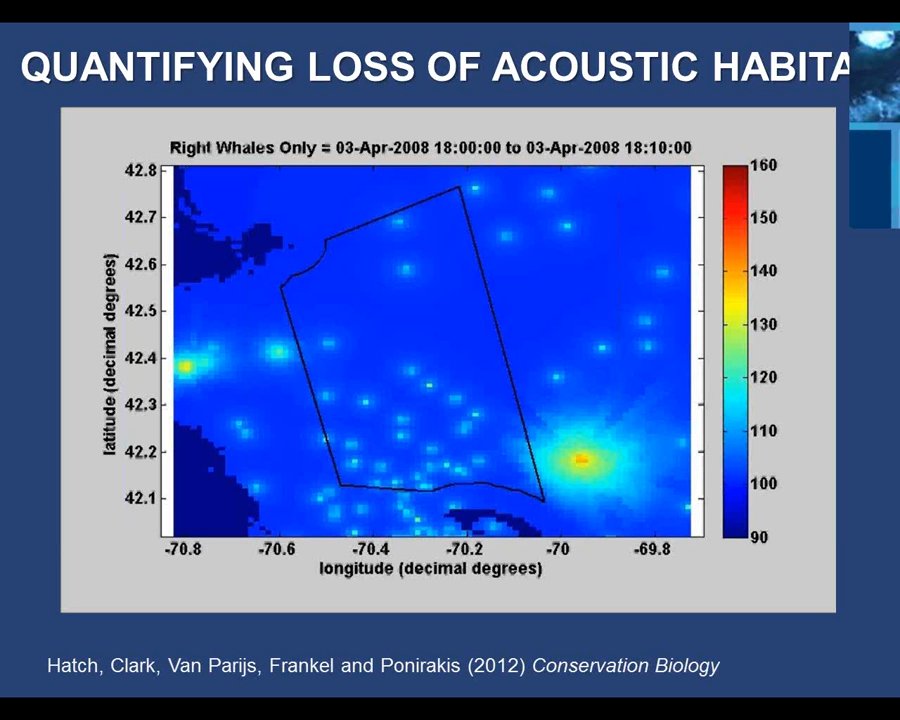 QUANTIFYING LOSS OF ACOUSTIC HABITA
Right Whales Only = 03-Apr-2008 18:00:00 to 03-Apr-2008 18:10:00
42.8
42.7
42.6
42.5
42.4
42.3
42.2
42.1
latitude (decimal degrees)
-70.8 -70.6 -70.4 -70.2 -70 -69.8
longitude (decimal degrees)
160
150
140
130
120
110
100
90
Hatch, Clark, Van Parijs, Frankel and Ponirakis (2012) Conservation Biology